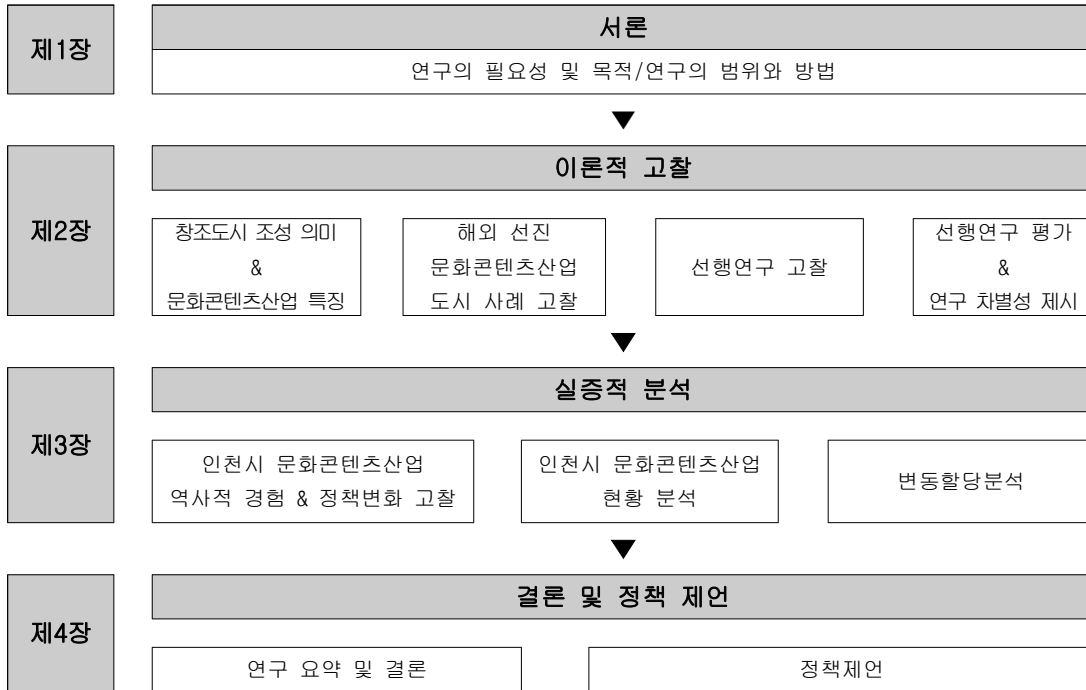 제1장
서론
연구의 필요성 및 목적/연구의 범위와 방법
제2장
이론적 고찰
창조도시 조성 의미
&
문화콘텐츠산업 특징
해외 선진
문화콘텐츠산업
도시 사례 고찰
선행연구 고찰
선행연구 평가
&
연구 차별성 제시
제3장
실증적 분석
인천시 문화콘텐츠산업
역사적 경험 & 정책변화 고찰
인천시 문화콘텐츠산업
현황 분석
변동할당분석
제4장
결론 및 정책 제언
연구 요약 및 결론
정책제언